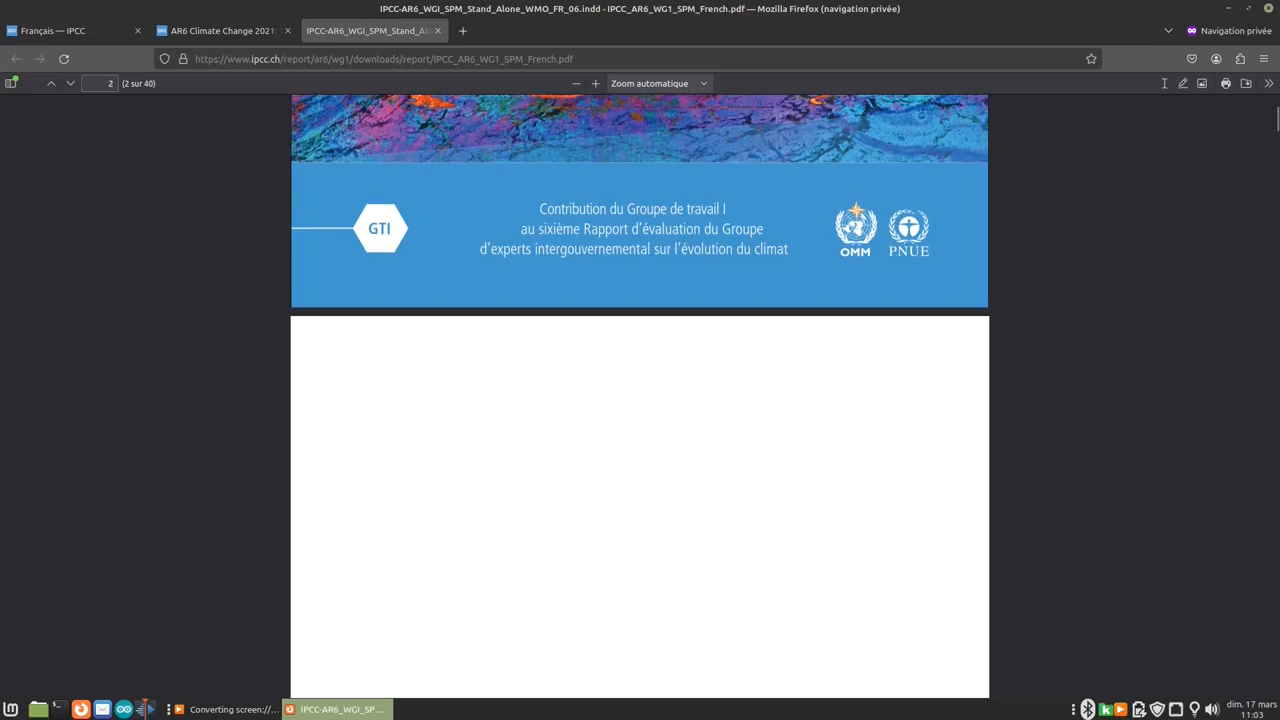 IPCC-AR6_WGI_SPM_Stand_Alone_WMO_FR_06.indd - IPCC_AR6_WG1_SPM_French.pdf — Mozilla Firefox (navigation privée)
Français — IPCC
AR6 Climate Change 2021:
IPCC-AR6_WGI_SPM_Stand_Alo
Navigation privée
https://www.ipcc.ch/report/ar6/wg1/downloads/report/IPCC_AR6_WG1_SPM_French.pdf
2 (2 sur 40)
Zoom automatique
GTI
Contribution du Groupe de travail I
au sixième Rapport d’évaluation du Groupe
d’experts intergouvernemental sur l’évolution du climat
OMM
PNUE
Converting screen://...
IPCC-AR6_WGI_SP...
dim. 17 mars
11:03